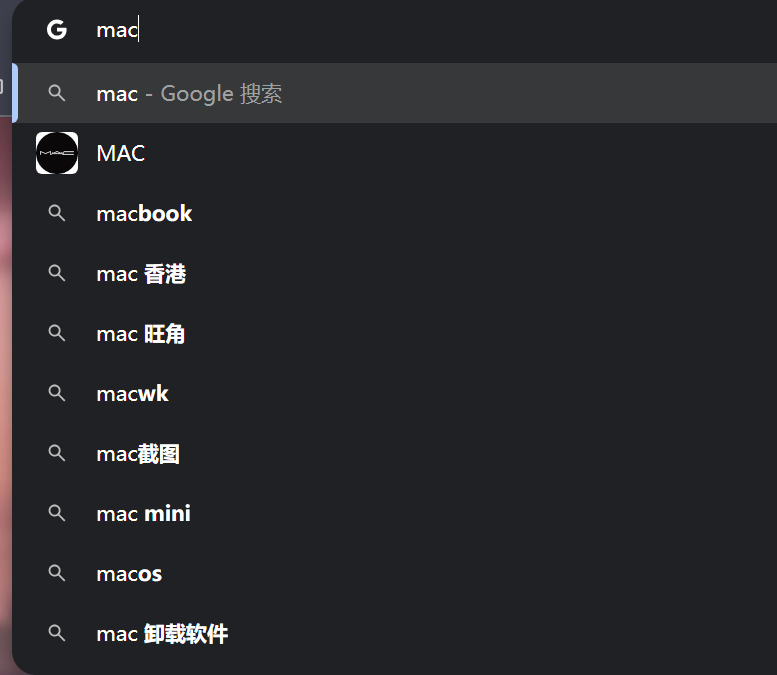 mac
mac - Google 搜索
MAC
MAC
macbook
mac 香港
mac 旺角
macwk
mac截图
mac mini
macos
mac 卸载软件